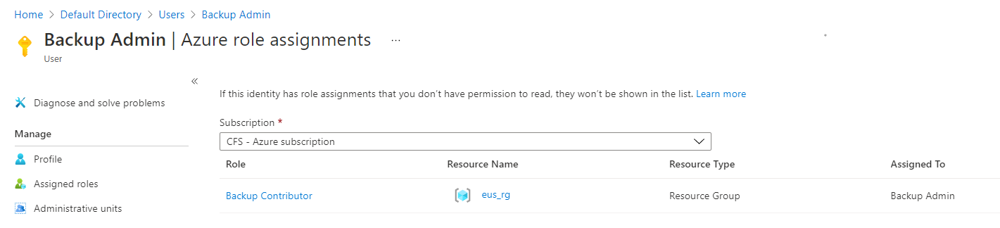 Home > Default Directory > Users > Backup Admin
Backup Admin | Azure role assignments ...
User
«
If this identity has role assignments that you don't have permission to read, they won't be shown in the list. Learn more
Diagnose and solve problems
Subscription *
Manage
CFS - Azure subscription
Profile
Role Resource Name Resource Type Assigned To
Assigned roles
Backup Contributor eus_rg Resource Group Backup Admin
Administrative units